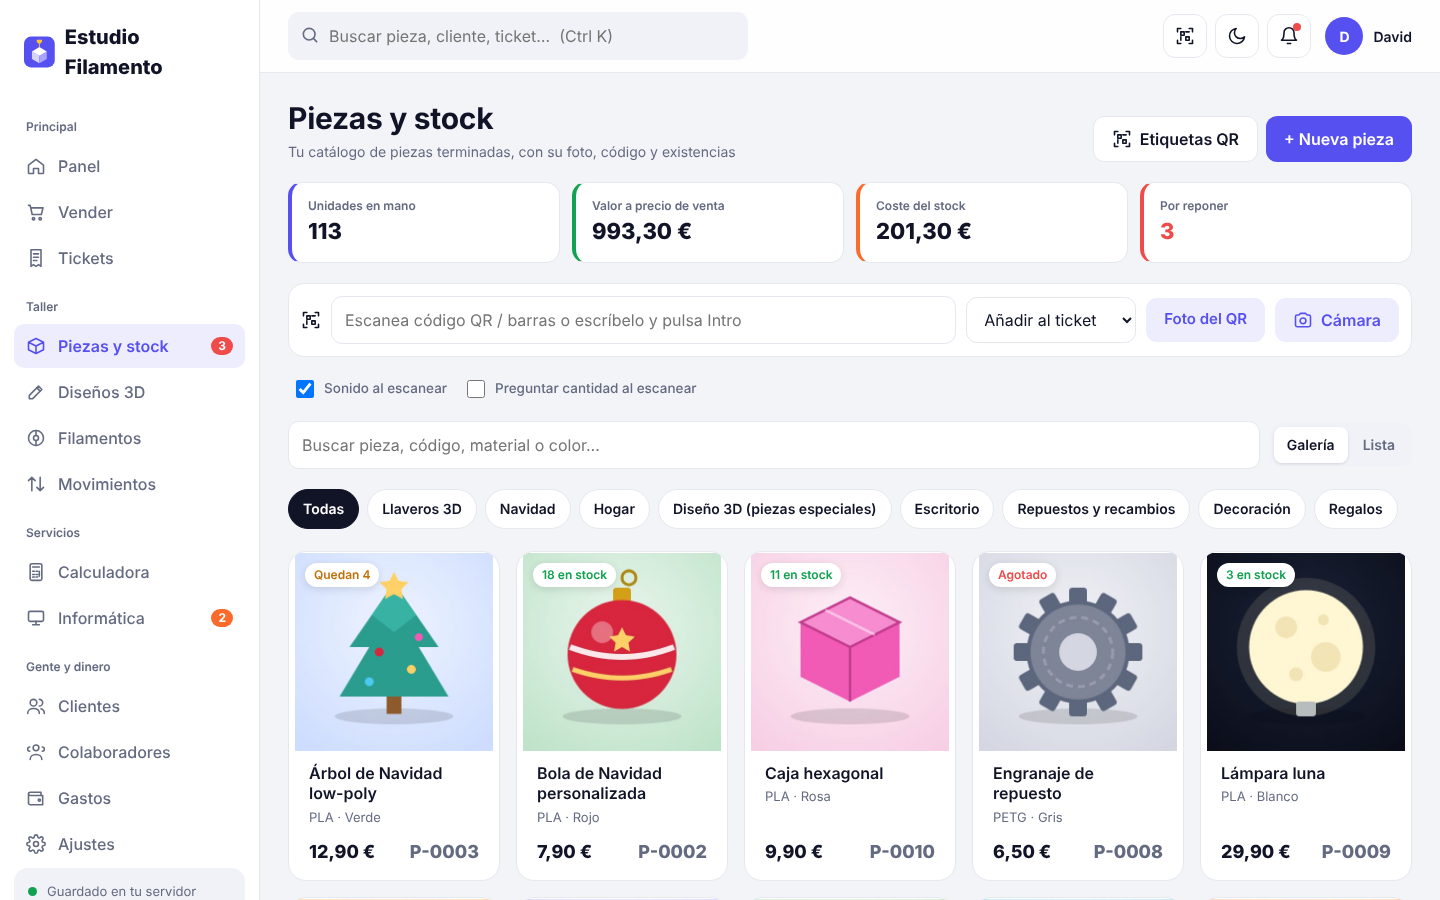 Estudio
Filamento
Buscar pieza, cliente, ticket... (Ctrl K)
D
David
Principal
Panel
Vender
Tickets
Taller
Piezas y stock
3
Diseños 3D
Filamentos
Movimientos
Servicios
Calculadora
Informática
2
Gente y dinero
Clientes
Colaboradores
Gastos
Ajustes
Guardado en tu servidor
Piezas y stock
Tu catálogo de piezas terminadas, con su foto, código y existencias
Etiquetas QR
+ Nueva pieza
Unidades en mano
113
Valor a precio de venta
993,30 €
Coste del stock
201,30 €
Por reponer
3
Escanea código QR / barras o escríbelo y pulsa Intro
Añadir al ticket
Foto del QR
Cámara
Sonido al escanear
Preguntar cantidad al escanear
Buscar pieza, código, material o color...
Galería
Lista
Todas
Llaveros 3D
Navidad
Hogar
Diseño 3D (piezas especiales)
Escritorio
Repuestos y recambios
Decoración
Regalos
Quedan 4
Árbol de Navidad
low-poly
PLA · Verde
12,90 €
P-0003
18 en stock
Bola de Navidad
personalizada
PLA · Rojo
7,90 €
P-0002
11 en stock
Caja hexagonal
PLA · Rosa
9,90 €
P-0010
Agotado
Engranaje de
repuesto
PETG · Gris
6,50 €
P-0008
3 en stock
Lámpara luna
PLA · Blanco
29,90 €
P-0009